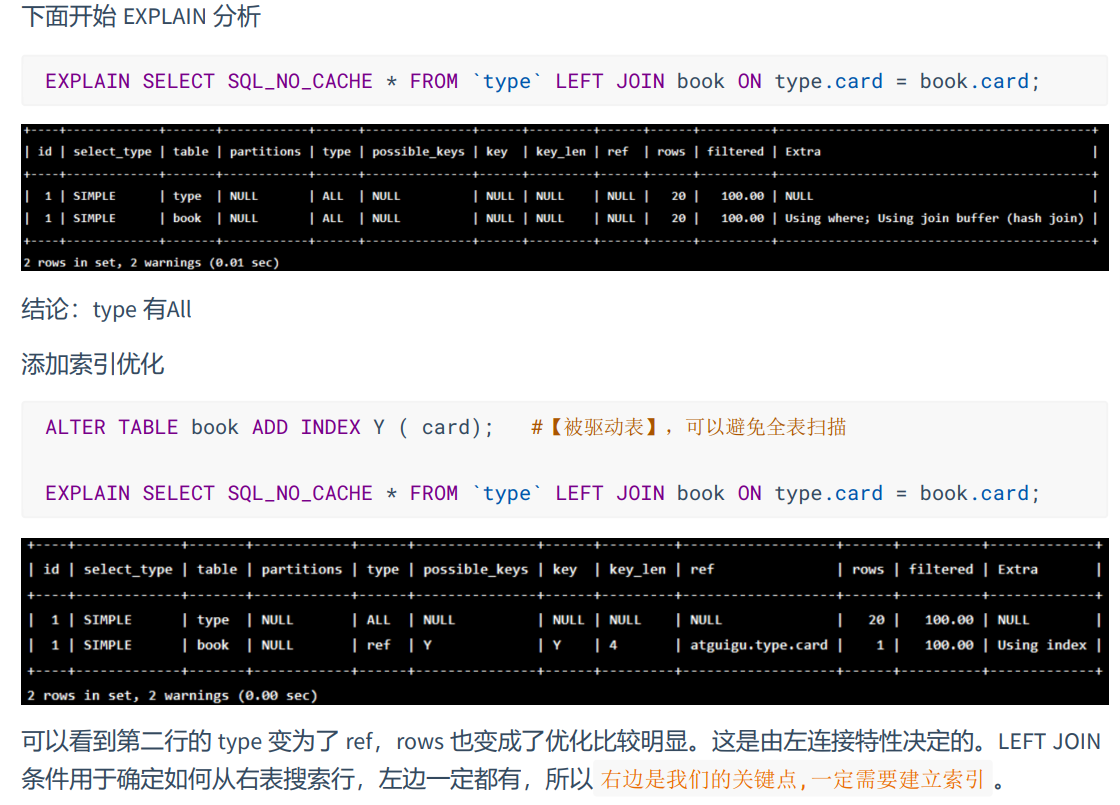 下面开始 EXPLAIN 分析
EXPLAIN SELECT SQL_NO_CACHE * FROM `type` LEFT JOIN book ON type.card = book.card;
+----+-------------+-------+------------+------+---------------+------+---------+------+------+----------+--------------------------------------------+
| id | select_type | table | partitions | type | possible_keys | key | key_len | ref | rows | filtered | Extra |
+----+-------------+-------+------------+------+---------------+------+---------+------+------+----------+--------------------------------------------+
| 1 | SIMPLE | type | NULL | ALL | NULL | NULL | NULL | NULL | 20 | 100.00 | NULL |
| 1 | SIMPLE | book | NULL | ALL | NULL | NULL | NULL | NULL | 20 | 100.00 | Using where; Using join buffer (hash join) |
+----+-------------+-------+------------+------+---------------+------+---------+------+------+----------+--------------------------------------------+
2 rows in set, 2 warnings (0.01 sec)
结论：type 有All
添加索引优化
ALTER TABLE book ADD INDEX Y ( card); #【被驱动表】，可以避免全表扫描
EXPLAIN SELECT SQL_NO_CACHE * FROM `type` LEFT JOIN book ON type.card = book.card;
+----+-------------+-------+------------+------+---------------+------+---------+-------------------+------+----------+-------------+
| id | select_type | table | partitions | type | possible_keys | key | key_len | ref | rows | filtered | Extra |
+----+-------------+-------+------------+------+---------------+------+---------+-------------------+------+----------+-------------+
| 1 | SIMPLE | type | NULL | ALL | NULL | NULL | NULL | NULL | 20 | 100.00 | NULL |
| 1 | SIMPLE | book | NULL | ref | Y | Y | 4 | atguigu.type.card | 1 | 100.00 | Using index |
+----+-------------+-------+------------+------+---------------+------+---------+-------------------+------+----------+-------------+
2 rows in set, 2 warnings (0.00 sec)
可以看到第二行的 type 变为了 ref，rows 也变成了优化比较明显。这是由左连接特性决定的。LEFT JOIN
条件用于确定如何从右表搜索行，左边一定都有，所以 右边是我们的关键点,一定需要建立索引 。